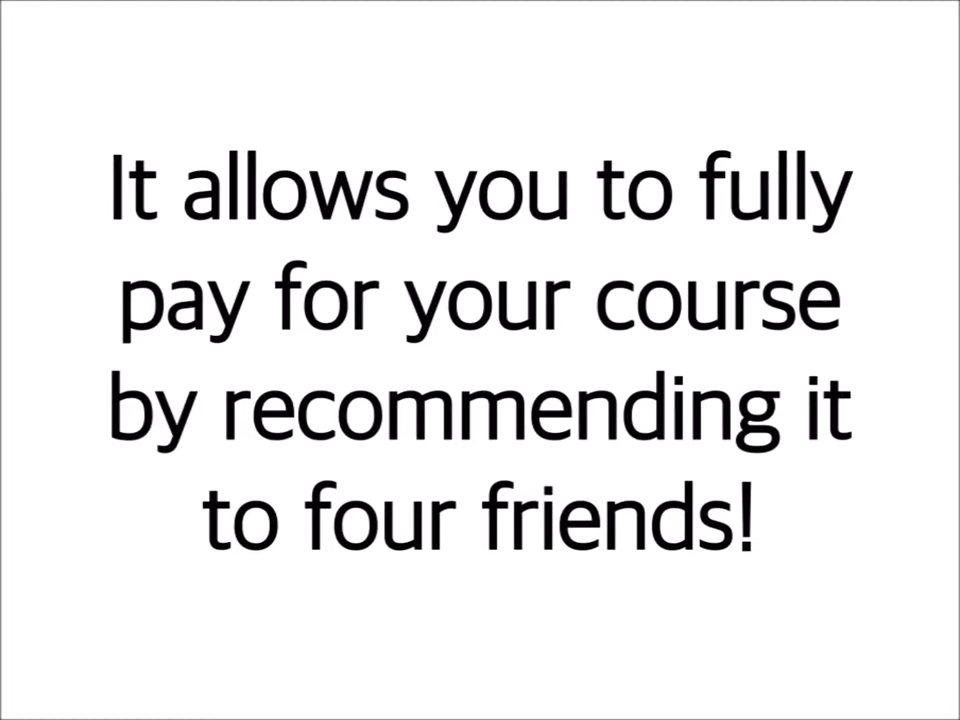 It allows you to fully
pay for your course
by recommending it
to four friends!